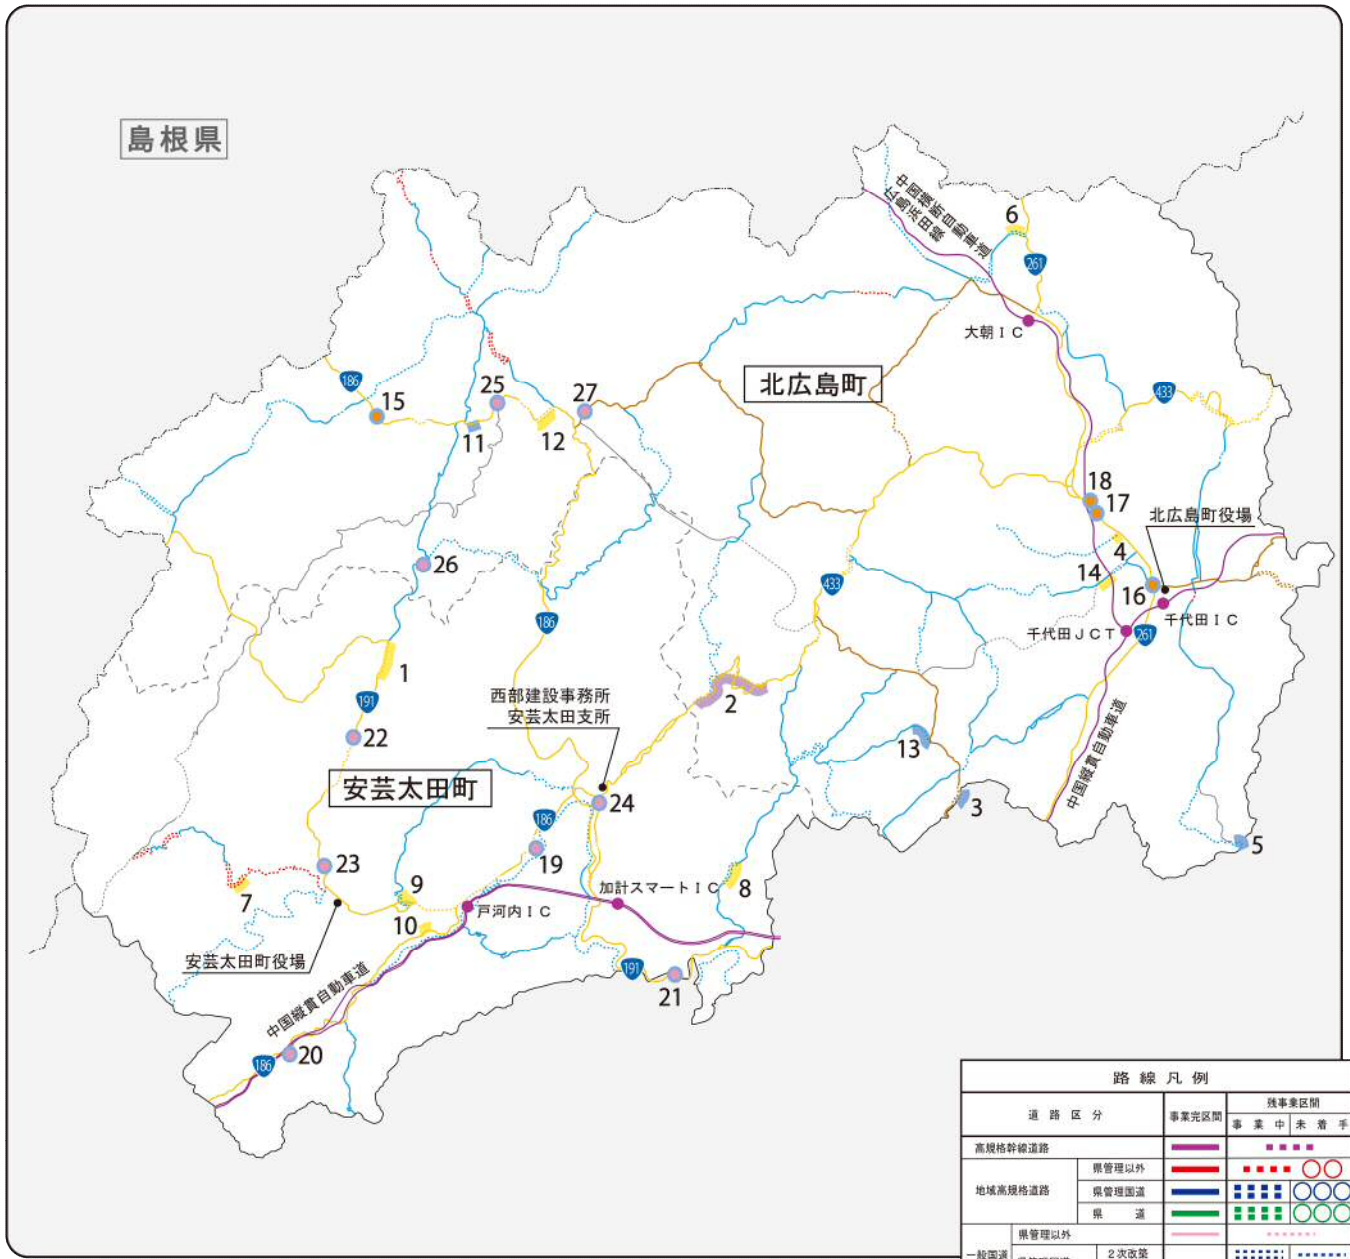 島根県
中国横断自動車道
広島浜田線
6
261
大朝ＩＣ
北広島町
186
15
25
27
433
11
12
18
17
北広島町役場
4
26
14
433
16
186
千代田ＩＣ
千代田ＪＣＴ
261
1
191
西部建設事務所
安芸太田支所
2
22
13
中国縦貫自動車道
安芸太田町
24
3
186
19
5
23
9
加計スマートＩＣ
8
7
戸河内ＩＣ
10
安芸太田町役場
中国縦貫自動車道
191
21
186
20
路線凡例
道路区分
事業完区間
残事業区間
事業中
未着手
高規格幹線道路
地域高規格道路
県管理以外
県管理国道
県道
一般国道
県管理以外
2次改築